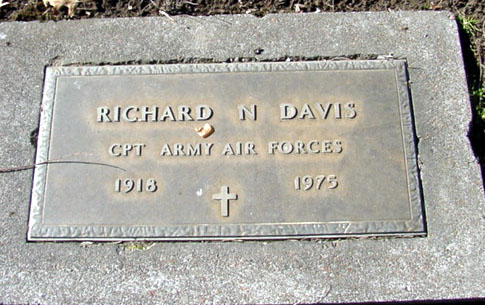 RICHARD N DAVIS
CPT ARMY AIR FORCES
1918 1975